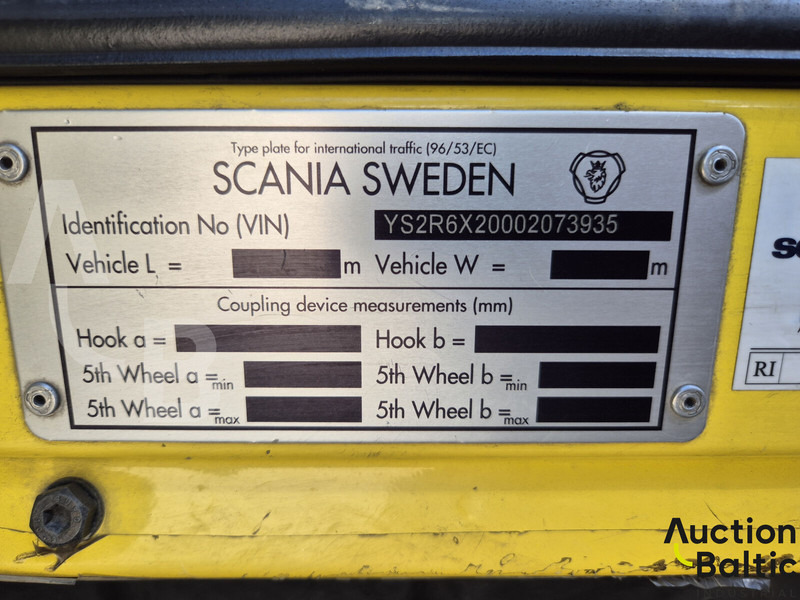 Type plate for international traffic (96/53/EC)
SCANIA SWEDEN
Identification No (VIN) YS2R6X20002073935
Vehicle L = m Vehicle W = m
Coupling device measurements (mm)
Hook a = Hook b =
5th Wheel a =min 5th Wheel b =min
5th Wheel a =max 5th Wheel b =max
RI
Auction
Baltic